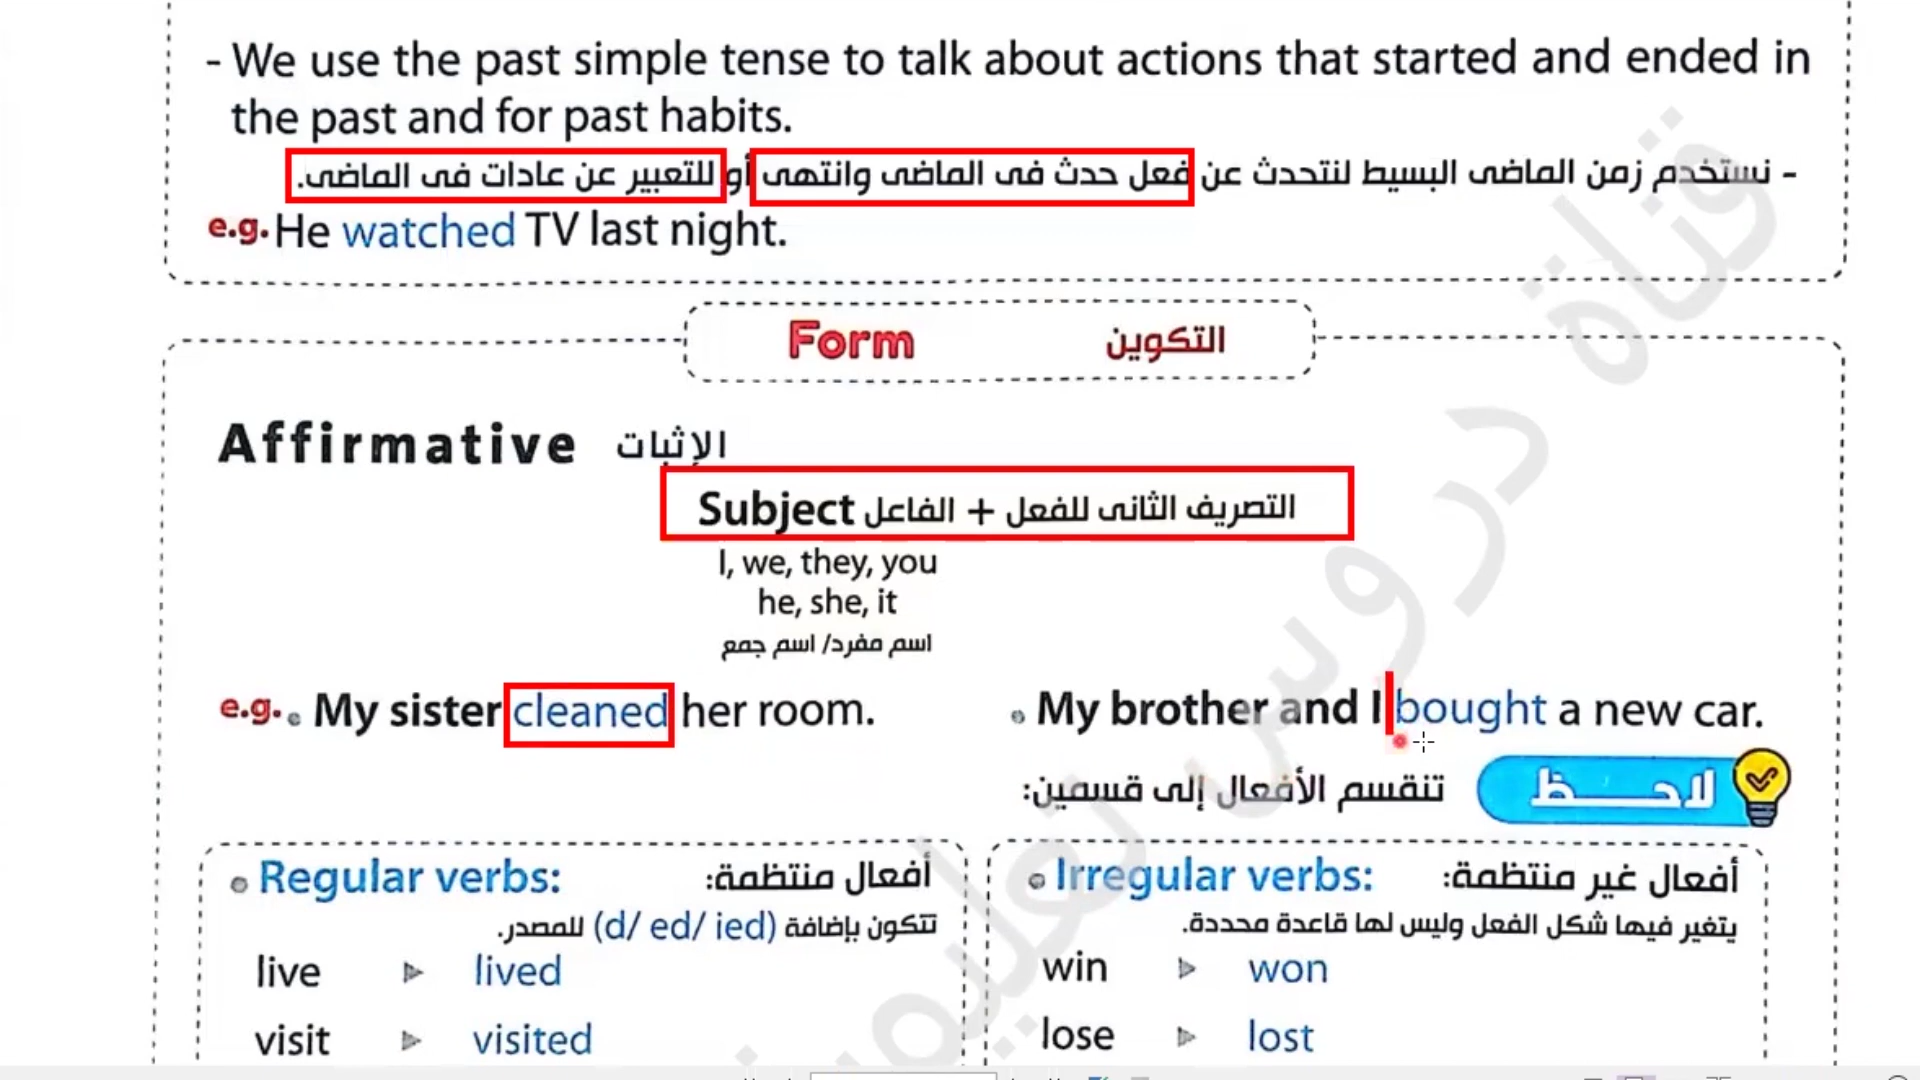 - We use the past simple tense to talk about actions that started and ended in
the past and for past habits.
- نستخدم زمن الماضى البسيط لنتحدث عن فعل حدث فى الماضى وانتهى أو للتعبير عن عادات فى الماضى.
e.g. He watched TV last night.
Form التكوين
Affirmative الإثبات
Subject الفاعل + التصريف الثانى للفعل
I, we, they, you
he, she, it
اسم مفرد/ اسم جمع
e.g. • My sister cleaned her room. • My brother and I bought a new car.
لاحظ تنقسم الأفعال إلى قسمين:
• Regular verbs: أفعال منتظمة:
تتكون بإضافة (d/ ed/ ied) للمصدر.
live ▶ lived
visit ▶ visited
• Irregular verbs: أفعال غير منتظمة:
يتغير فيها شكل الفعل وليس لها قاعدة محددة.
win ▶ won
lose ▶ lost